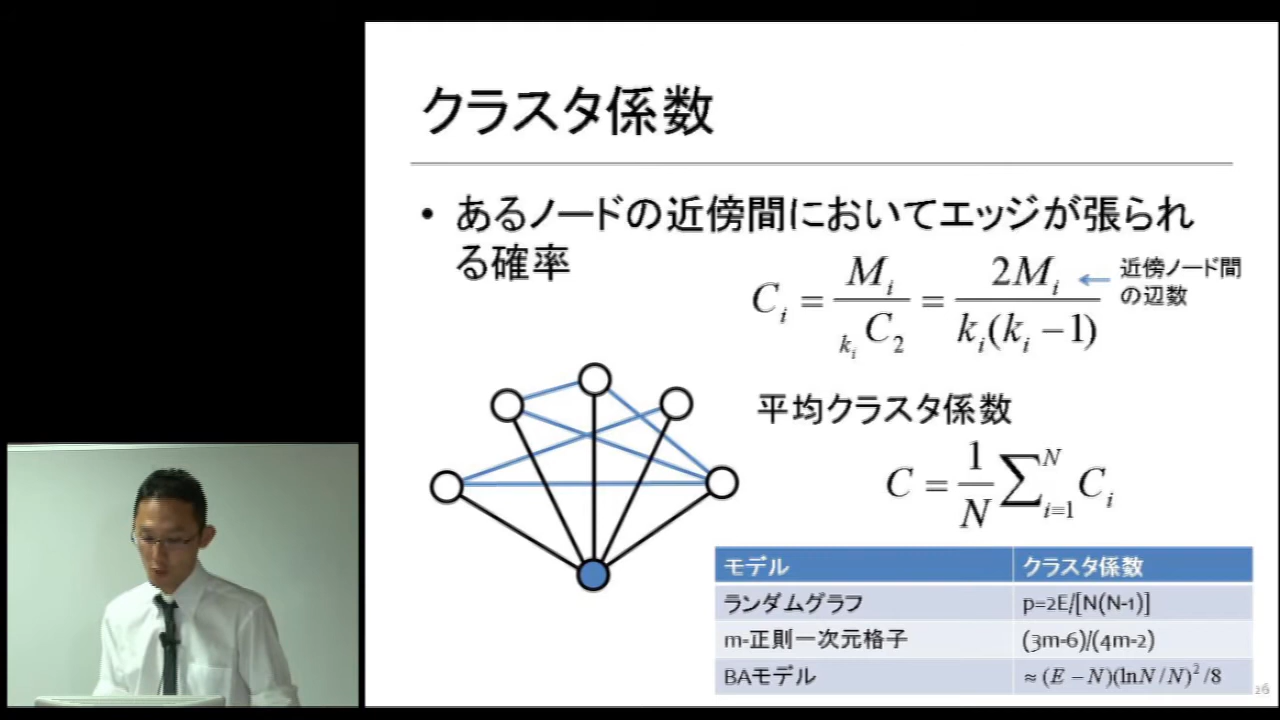 クラスタ係数
• あるノードの近傍間においてエッジが張られ
る確率
C_i = M_i / _{k_i}C_2 = 2M_i / k_i(k_i − 1)
← 近傍ノード間
の辺数
平均クラスタ係数
C = 1/N ∑_{i=1}^{N} C_i
モデル クラスタ係数
ランダムグラフ p=2E/[N(N-1)]
m-正則一次元格子 (3m-6)/(4m-2)
BAモデル ≈ (E − N)(ln N / N)^2 / 8
26